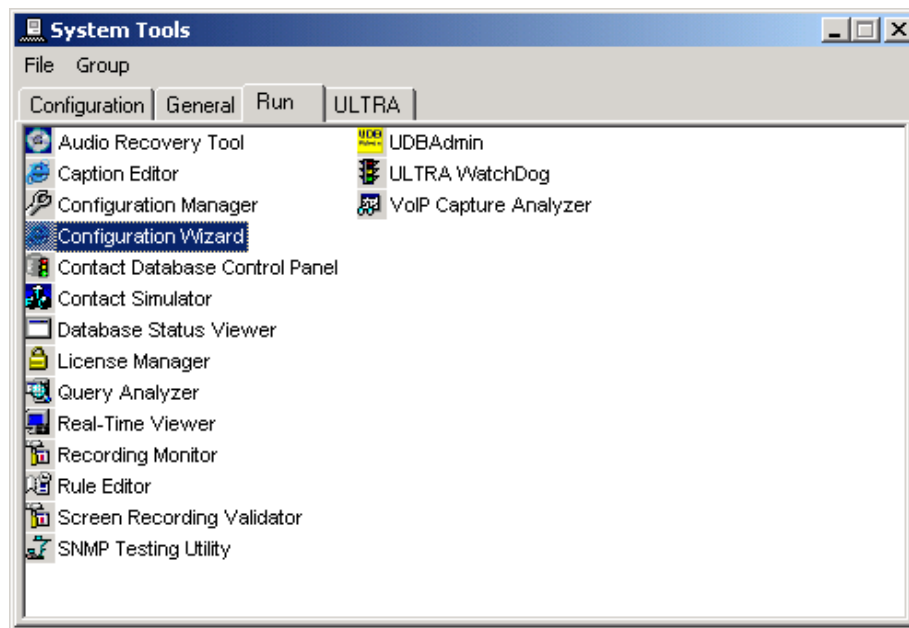 System Tools
File Group
Configuration General Run ULTRA
Audio Recovery Tool
Caption Editor
Configuration Manager
Configuration Wizard
Contact Database Control Panel
Contact Simulator
Database Status Viewer
License Manager
Query Analyzer
Real-Time Viewer
Recording Monitor
Rule Editor
Screen Recording Validator
SNMP Testing Utility
UDB
UDBAdmin
ULTRA WatchDog
VoIP Capture Analyzer